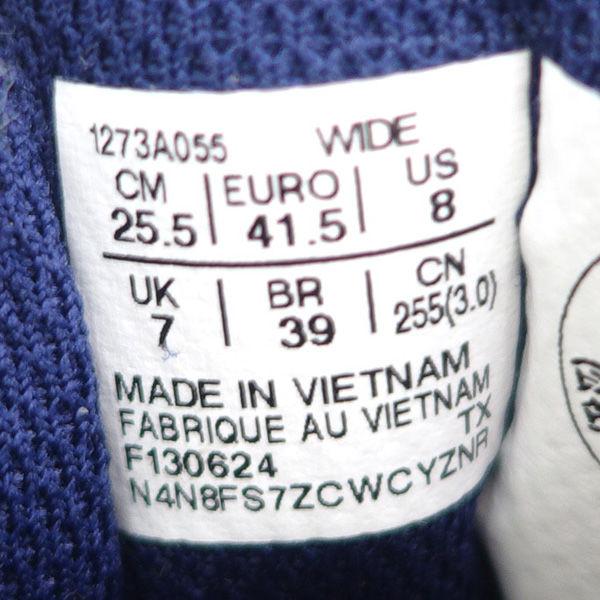 1273A055 WIDE
CM | EURO | US
25.5 | 41.5 | 8
UK | BR | CN
7 | 39 | 255(3.0)
MADE IN VIETNAM
FABRIQUE AU VIETNAM
TX
F130624
N4N8FS7ZCWCYZNR